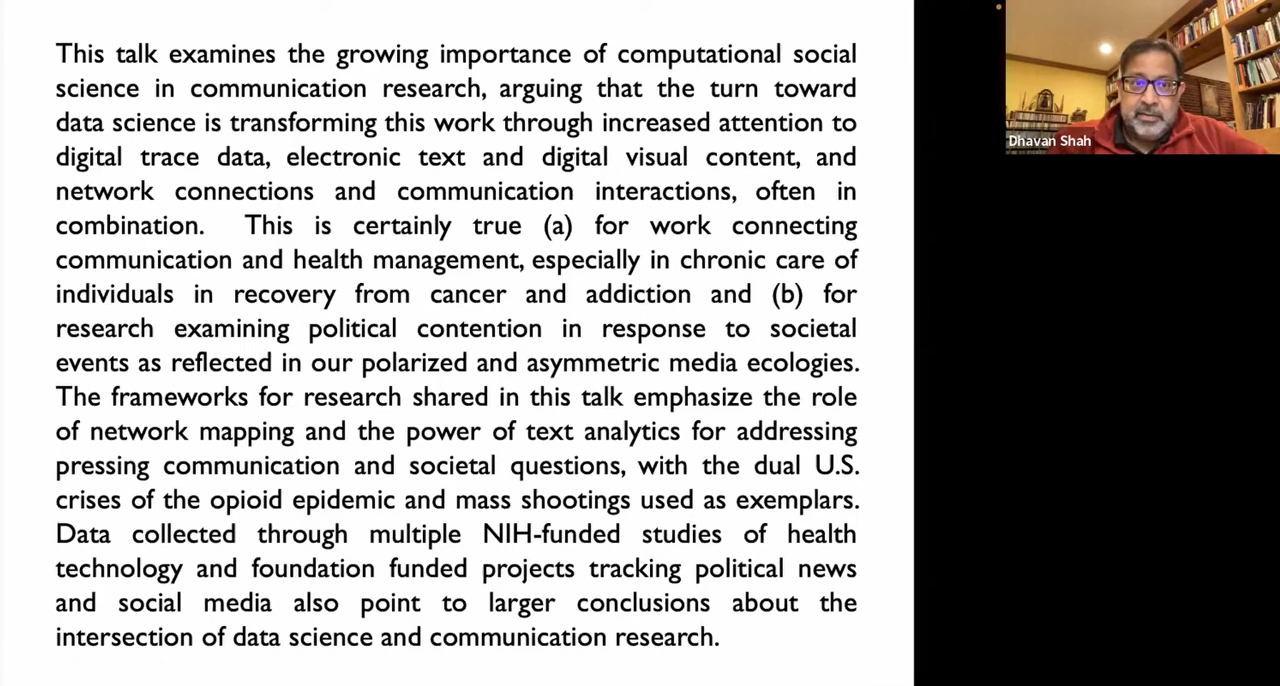 This talk examines the growing importance of computational social
science in communication research, arguing that the turn toward
data science is transforming this work through increased attention to
digital trace data, electronic text and digital visual content, and
network connections and communication interactions, often in
combination. This is certainly true (a) for work connecting
communication and health management, especially in chronic care of
individuals in recovery from cancer and addiction and (b) for
research examining political contention in response to societal
events as reflected in our polarized and asymmetric media ecologies.
The frameworks for research shared in this talk emphasize the role
of network mapping and the power of text analytics for addressing
pressing communication and societal questions, with the dual U.S.
crises of the opioid epidemic and mass shootings used as exemplars.
Data collected through multiple NIH-funded studies of health
technology and foundation funded projects tracking political news
and social media also point to larger conclusions about the
intersection of data science and communication research.
Dhavan Shah